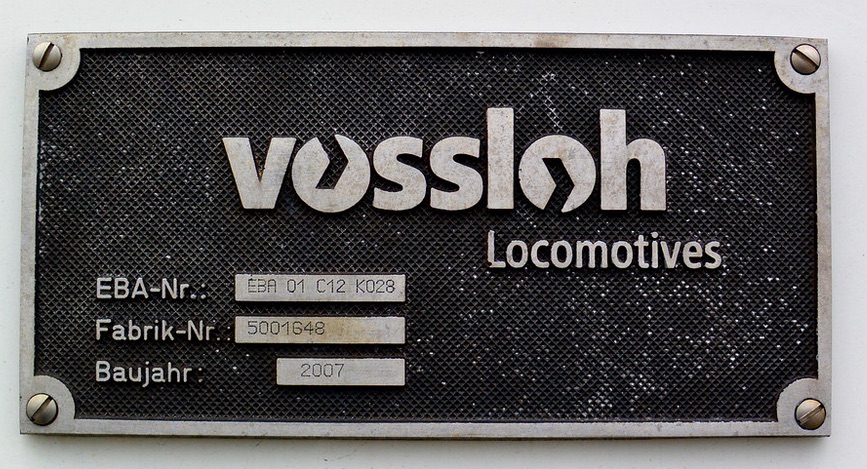 vossloh
Locomotives
EBA-Nr.: EBA 01 C12 K028
Fabrik-Nr.: 5001648
Baujahr: 2007